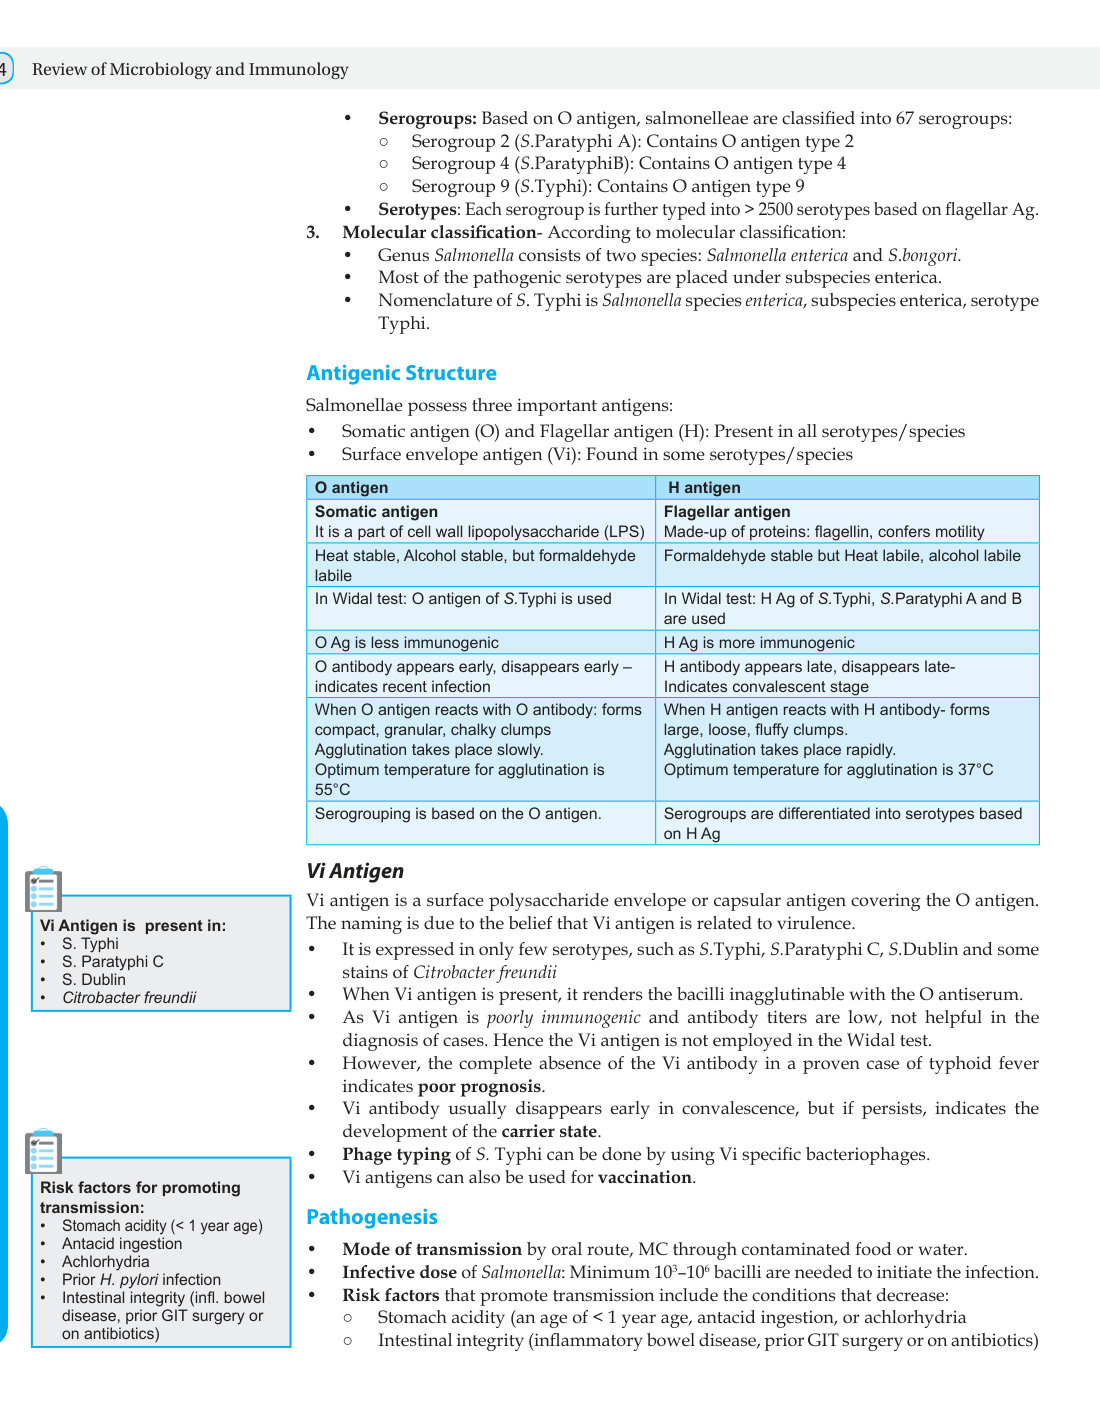 4 Review of Microbiology and Immunology
• Serogroups: Based on O antigen, salmonelleae are classified into 67 serogroups:
○ Serogroup 2 (S.Paratyphi A): Contains O antigen type 2
○ Serogroup 4 (S.ParatyphiB): Contains O antigen type 4
○ Serogroup 9 (S.Typhi): Contains O antigen type 9
• Serotypes: Each serogroup is further typed into > 2500 serotypes based on flagellar Ag.
3. Molecular classification- According to molecular classification:
• Genus Salmonella consists of two species: Salmonella enterica and S.bongori.
• Most of the pathogenic serotypes are placed under subspecies enterica.
• Nomenclature of S. Typhi is Salmonella species enterica, subspecies enterica, serotype
Typhi.
Antigenic Structure
Salmonellae possess three important antigens:
• Somatic antigen (O) and Flagellar antigen (H): Present in all serotypes/species
• Surface envelope antigen (Vi): Found in some serotypes/species
O antigen
H antigen
Somatic antigen
It is a part of cell wall lipopolysaccharide (LPS)
Flagellar antigen
Made-up of proteins: flagellin, confers motility
Heat stable, Alcohol stable, but formaldehyde
labile
Formaldehyde stable but Heat labile, alcohol labile
In Widal test: O antigen of S.Typhi is used
In Widal test: H Ag of S.Typhi, S.Paratyphi A and B
are used
O Ag is less immunogenic
H Ag is more immunogenic
O antibody appears early, disappears early –
indicates recent infection
H antibody appears late, disappears late-
Indicates convalescent stage
When O antigen reacts with O antibody: forms
compact, granular, chalky clumps
Agglutination takes place slowly.
Optimum temperature for agglutination is
55°C
When H antigen reacts with H antibody- forms
large, loose, fluffy clumps.
Agglutination takes place rapidly.
Optimum temperature for agglutination is 37°C
Serogrouping is based on the O antigen.
Serogroups are differentiated into serotypes based
on H Ag
Vi Antigen
Vi antigen is a surface polysaccharide envelope or capsular antigen covering the O antigen.
The naming is due to the belief that Vi antigen is related to virulence.
• It is expressed in only few serotypes, such as S.Typhi, S.Paratyphi C, S.Dublin and some
stains of Citrobacter freundii
• When Vi antigen is present, it renders the bacilli inagglutinable with the O antiserum.
• As Vi antigen is poorly immunogenic and antibody titers are low, not helpful in the
diagnosis of cases. Hence the Vi antigen is not employed in the Widal test.
• However, the complete absence of the Vi antibody in a proven case of typhoid fever
indicates poor prognosis.
• Vi antibody usually disappears early in convalescence, but if persists, indicates the
development of the carrier state.
• Phage typing of S. Typhi can be done by using Vi specific bacteriophages.
• Vi antigens can also be used for vaccination.
Vi Antigen is present in:
• S. Typhi
• S. Paratyphi C
• S. Dublin
• Citrobacter freundii
Pathogenesis
• Mode of transmission by oral route, MC through contaminated food or water.
• Infective dose of Salmonella: Minimum 10³–10⁶ bacilli are needed to initiate the infection.
• Risk factors that promote transmission include the conditions that decrease:
○ Stomach acidity (an age of < 1 year age, antacid ingestion, or achlorhydria
○ Intestinal integrity (inflammatory bowel disease, prior GIT surgery or on antibiotics)
Risk factors for promoting
transmission:
• Stomach acidity (< 1 year age)
• Antacid ingestion
• Achlorhydria
• Prior H. pylori infection
• Intestinal integrity (infl. bowel
disease, prior GIT surgery or
on antibiotics)